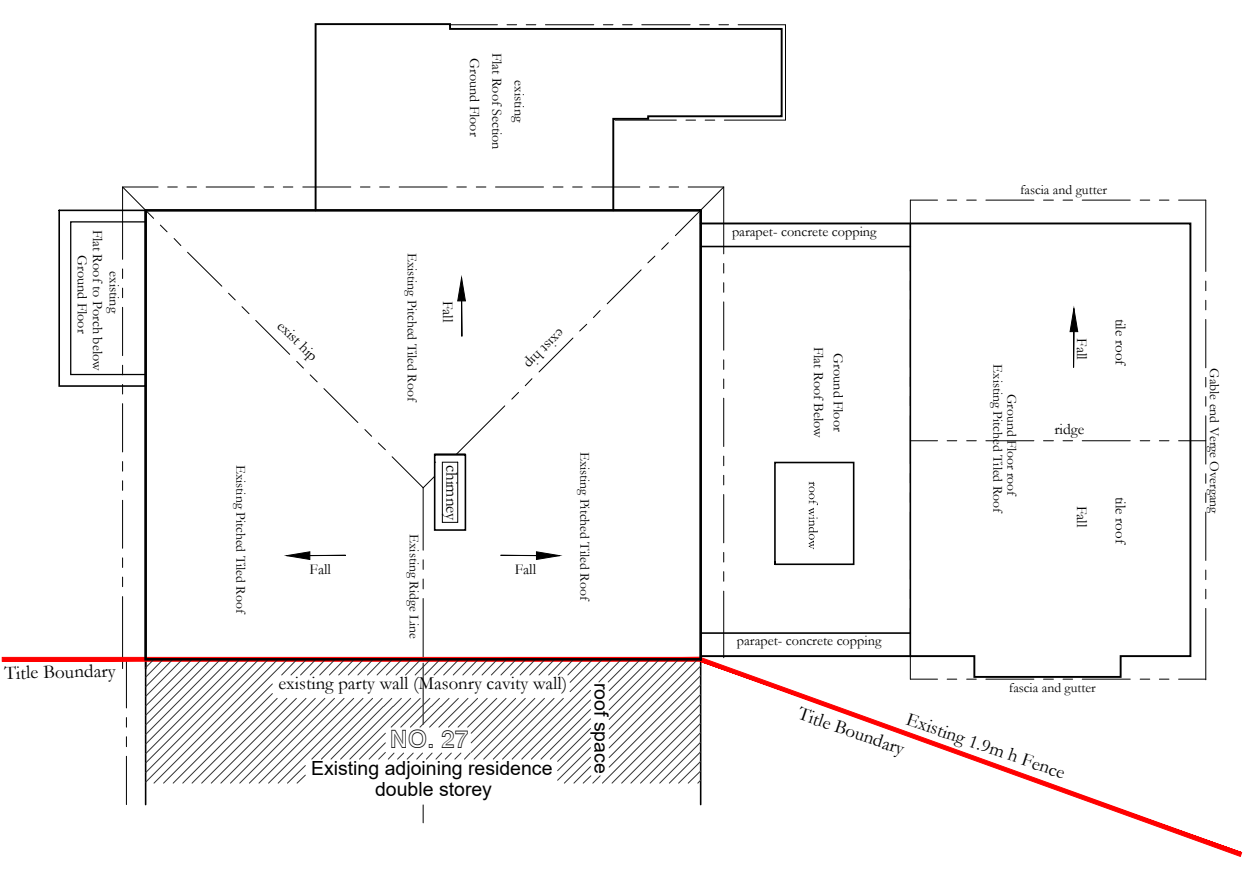 existing
Flat Roof Section
Ground Floor
fascia and gutter
parapet- concrete copping
existing
Flat Roof to Porch below
Ground Floor
Existing Pitched Tiled Roof
Fall
exist hip
exist hip
Ground Floor
Flat Roof Below
tile roof
Fall
Ground Floor roof
Existing Pitched Tiled Roof
ridge
Gable end Verge Overgang
chimney
roof window
tile roof
Fall
Existing Pitched Tiled Roof
Fall
Existing Ridge Line
Fall
Existing Pitched Tiled Roof
parapet- concrete copping
fascia and gutter
Title Boundary
existing party wall (Masonry cavity wall)
roof space
NO. 27
Existing adjoining residence
double storey
Title Boundary
Existing 1.9m h Fence